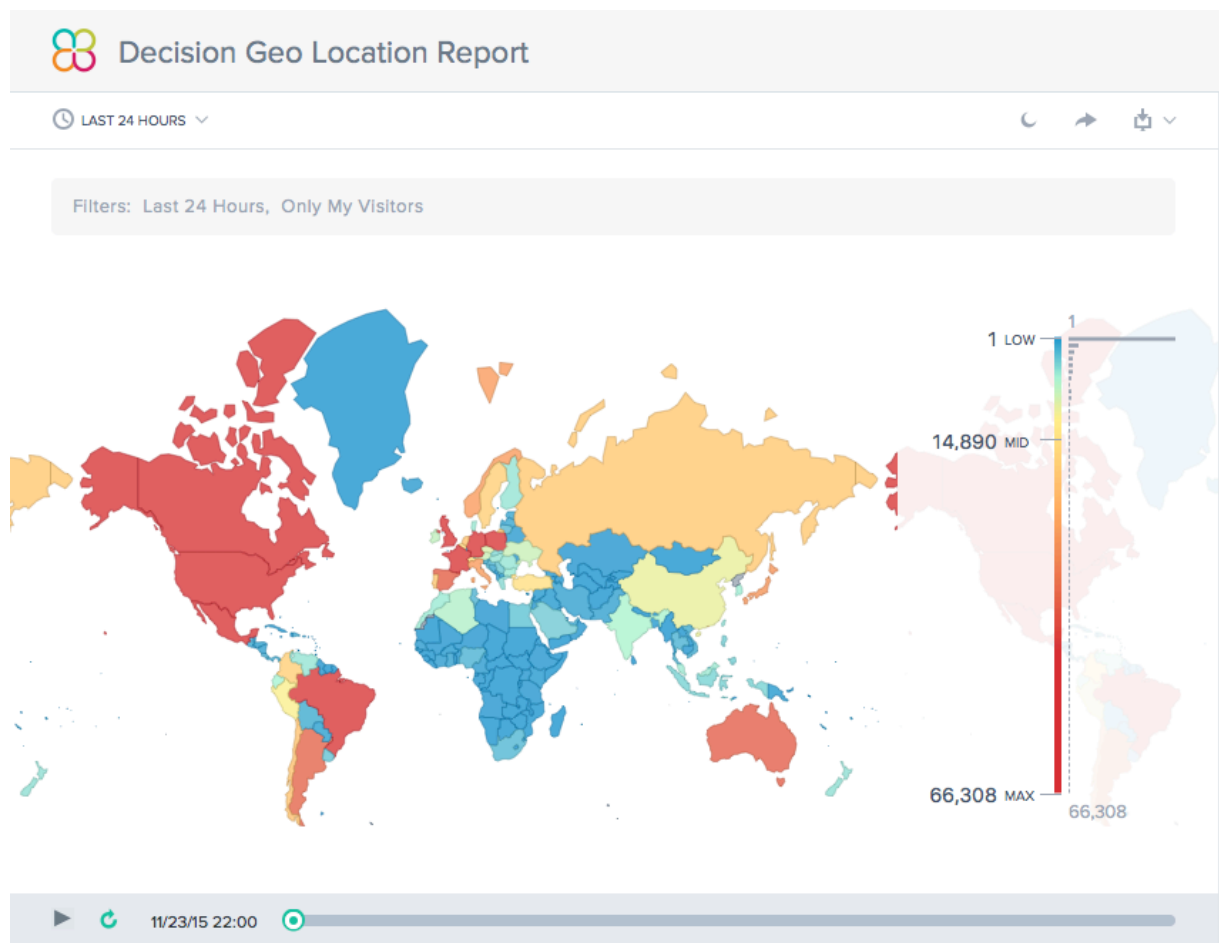 Decision Geo Location Report
LAST 24 HOURS
Filters: Last 24 Hours, Only My Visitors
1
1 LOW
14,890 MID
66,308 MAX
66,308
11/23/15 22:00